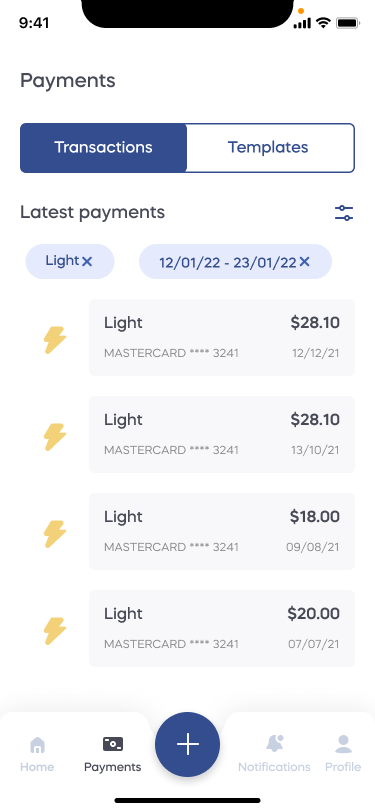 9:41
Payments
Transactions Templates
Latest payments
Light × 12/01/22 - 23/01/22 ×
Light $28.10
MASTERCARD **** 3241 12/12/21
Light $28.10
MASTERCARD **** 3241 13/10/21
Light $18.00
MASTERCARD **** 3241 09/08/21
Light $20.00
MASTERCARD **** 3241 07/07/21
Home Payments Notifications Profile